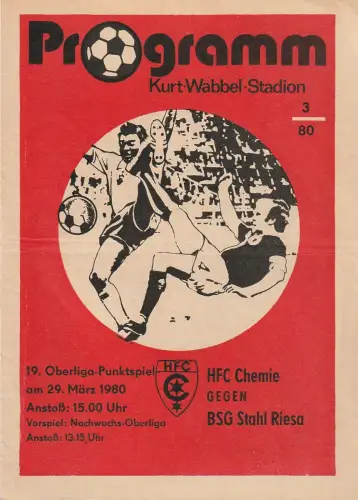 Programm
Kurt-Wabbel-Stadion
3
80
19. Oberliga-Punktspiel
am 29. März 1980
Anstoß: 15.00 Uhr
Vorspiel: Nachwuchs-Oberliga
Anstoß: 13.15 Uhr
HFC
HFC Chemie
GEGEN
BSG Stahl Riesa